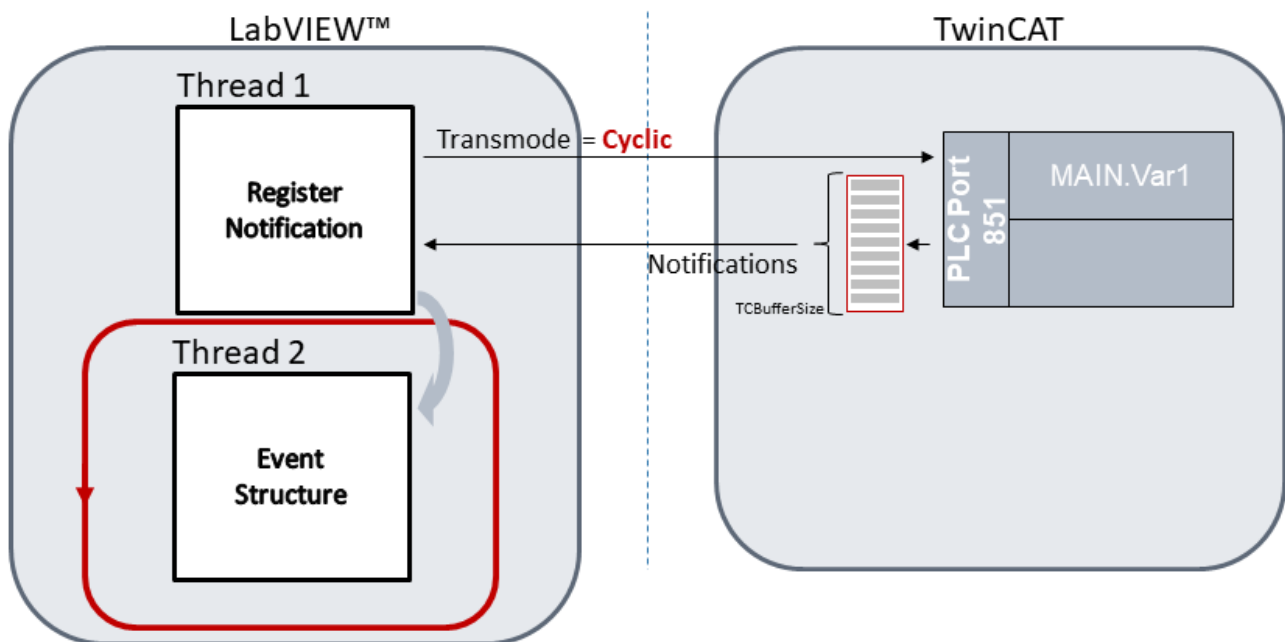 LabVIEW™
TwinCAT
Thread 1
Register
Notification
Transmode = Cyclic
Notifications
TCBufferSize
PLC Port
851
MAIN.Var1
Thread 2
Event
Structure